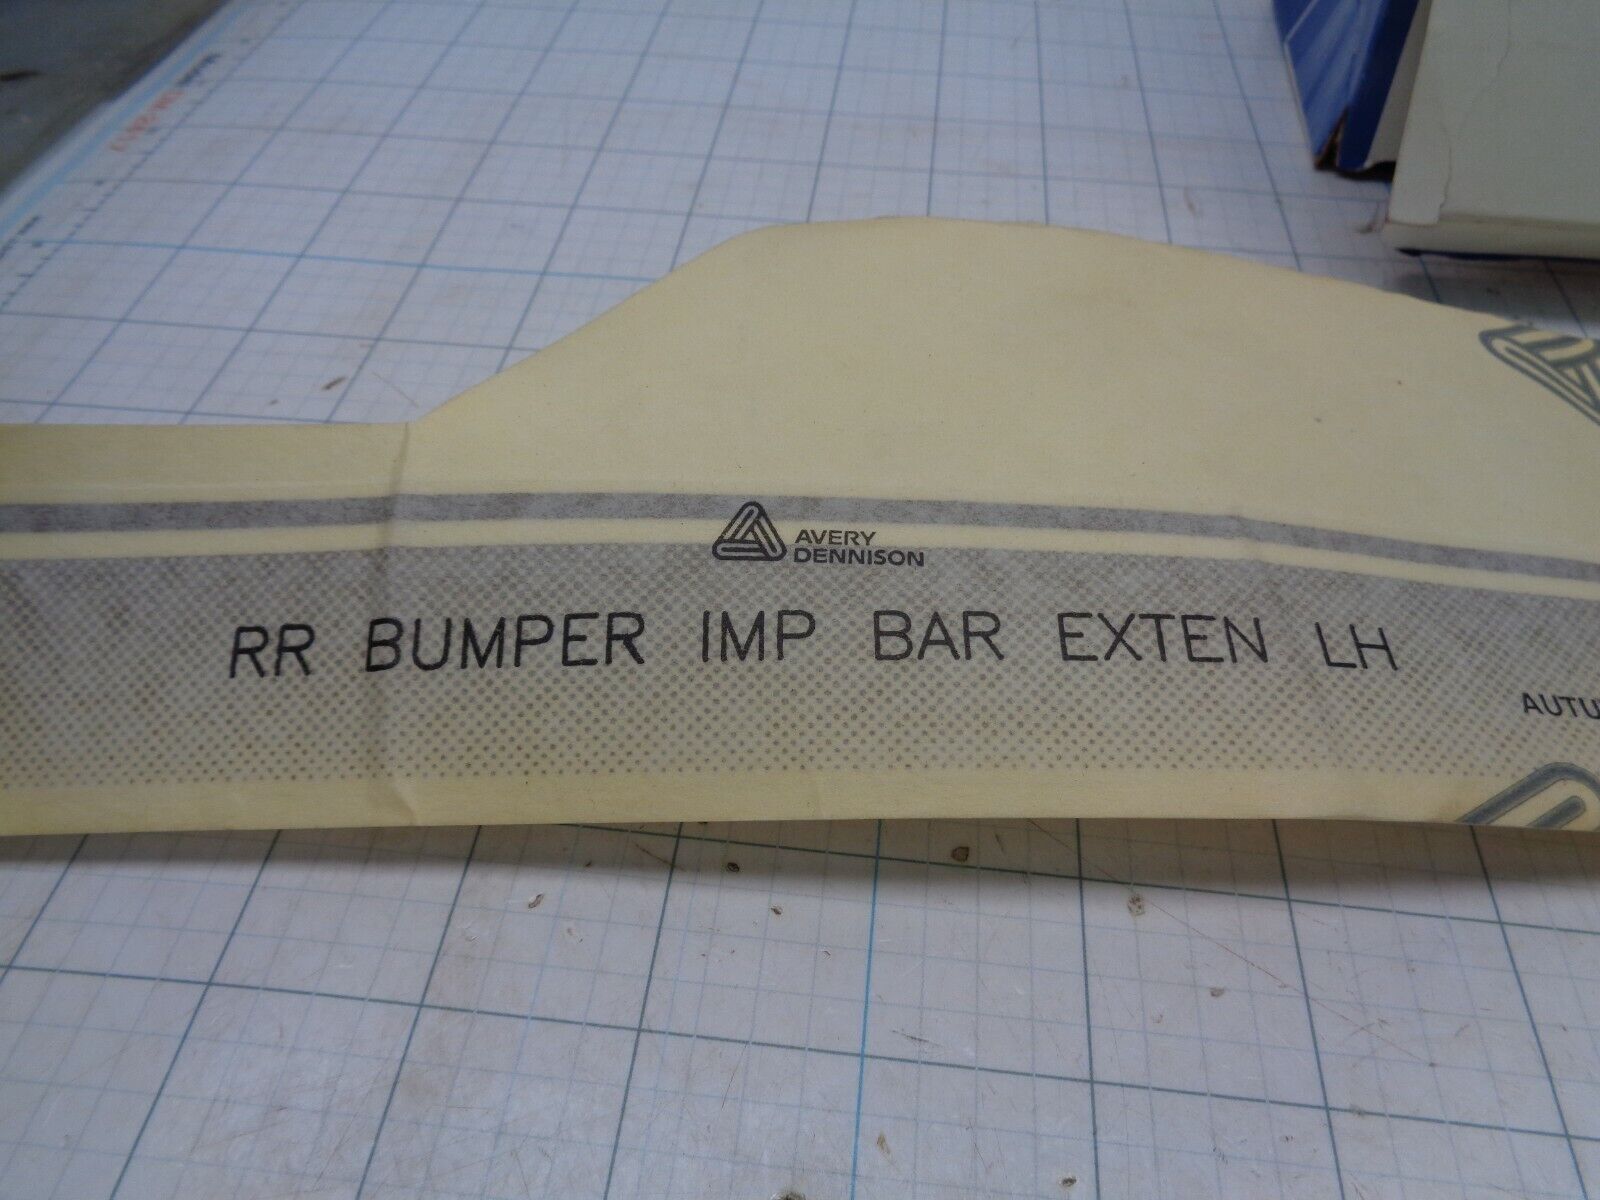 AVERY
DENNISON
RR BUMPER IMP BAR EXTEN LH